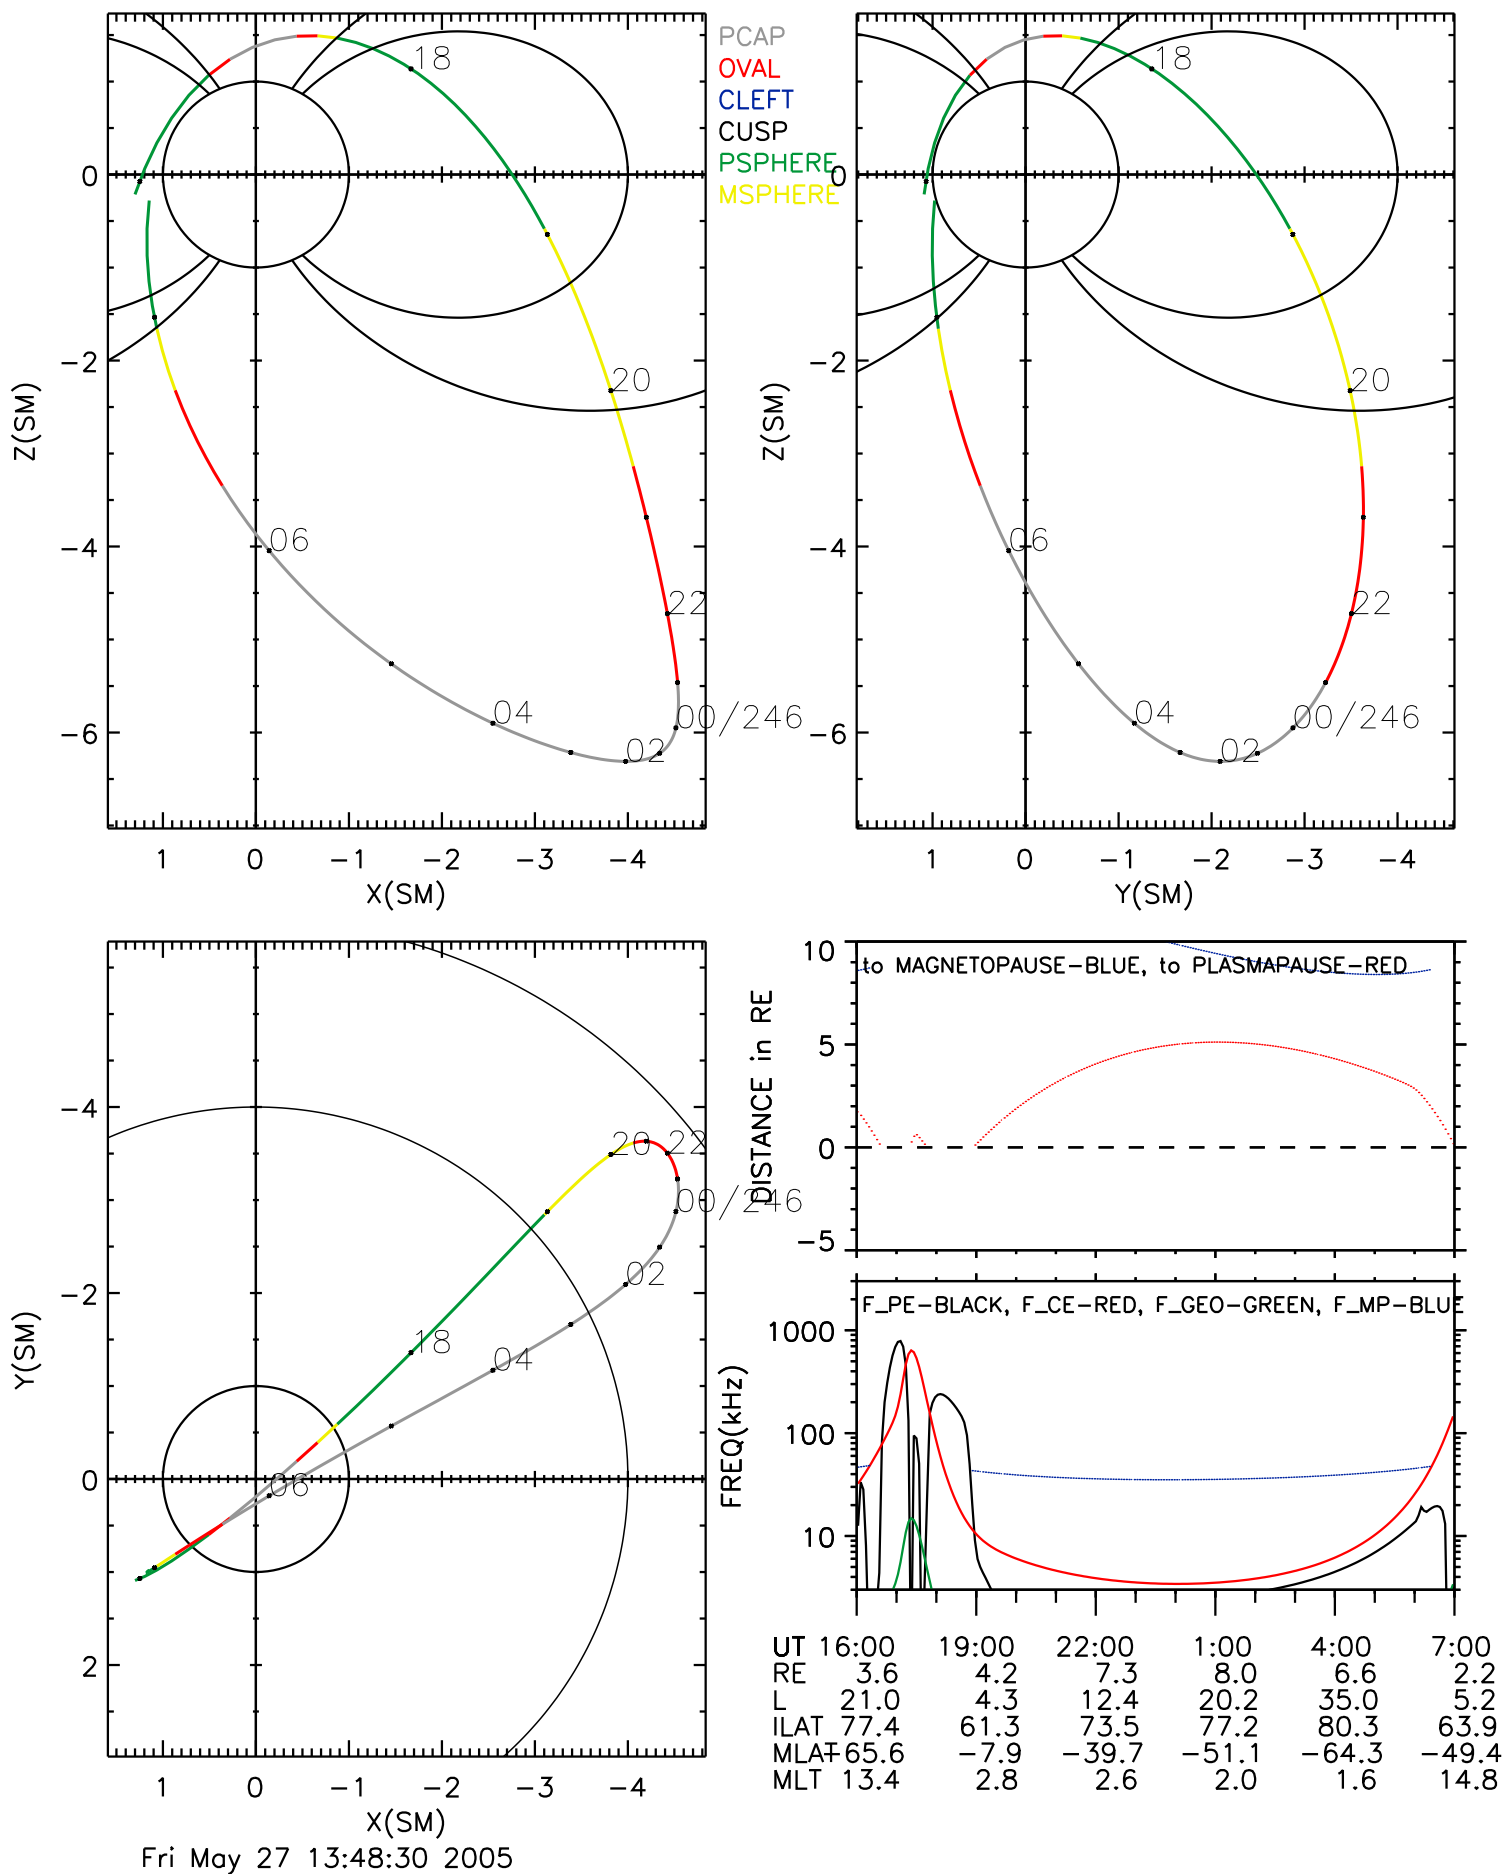 PCAP
OVAL
CLEFT
CUSP
PSPHERE
MSPHERE
18
20
22
00/246
02
04
06
0
−2
−4
−6
Z(SM)
1 0 −1 −2 −3 −4
X(SM)
18
20
22
00/246
02
04
06
0
−2
−4
−6
Z(SM)
1 0 −1 −2 −3 −4
Y(SM)
−4
−2
0
2
Y(SM)
18
20
22
00/246
02
04
06
1 0 −1 −2 −3 −4
X(SM)
to MAGNETOPAUSE−BLUE, to PLASMAPAUSE−RED
10
5
0
−5
DISTANCE in RE
F_PE−BLACK, F_CE−RED, F_GEO−GREEN, F_MP−BLUE
1000
100
10
FREQ(kHz)
UT 16:00 19:00 22:00 1:00 4:00 7:00
RE 3.6 4.2 7.3 8.0 6.6 2.2
L 21.0 4.3 12.4 20.2 35.0 5.2
ILAT 77.4 61.3 73.5 77.2 80.3 63.9
MLAT −65.6 −7.9 −39.7 −51.1 −64.3 −49.4
MLT 13.4 2.8 2.6 2.0 1.6 14.8
Fri May 27 13:48:30 2005